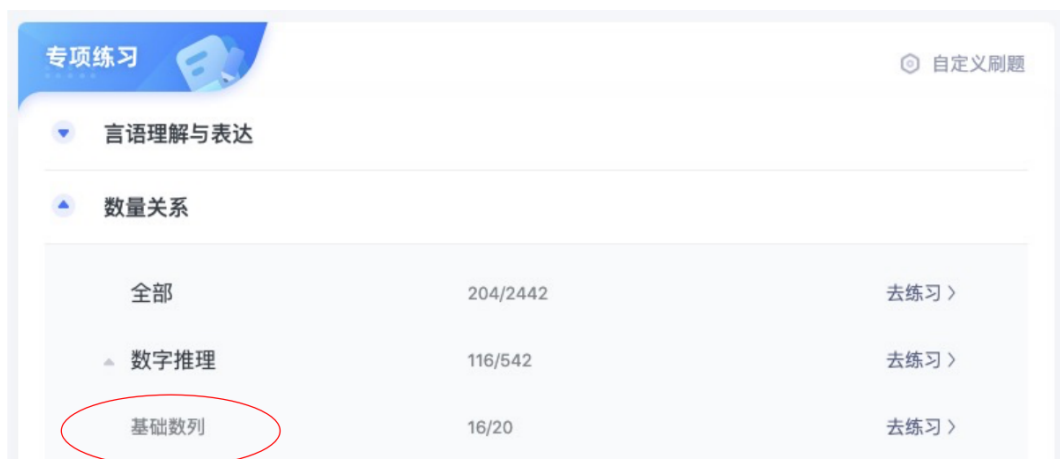 专项练习
自定义刷题
言语理解与表达
数量关系
全部 204/2442 去练习 >
数字推理 116/542 去练习 >
基础数列 16/20 去练习 >